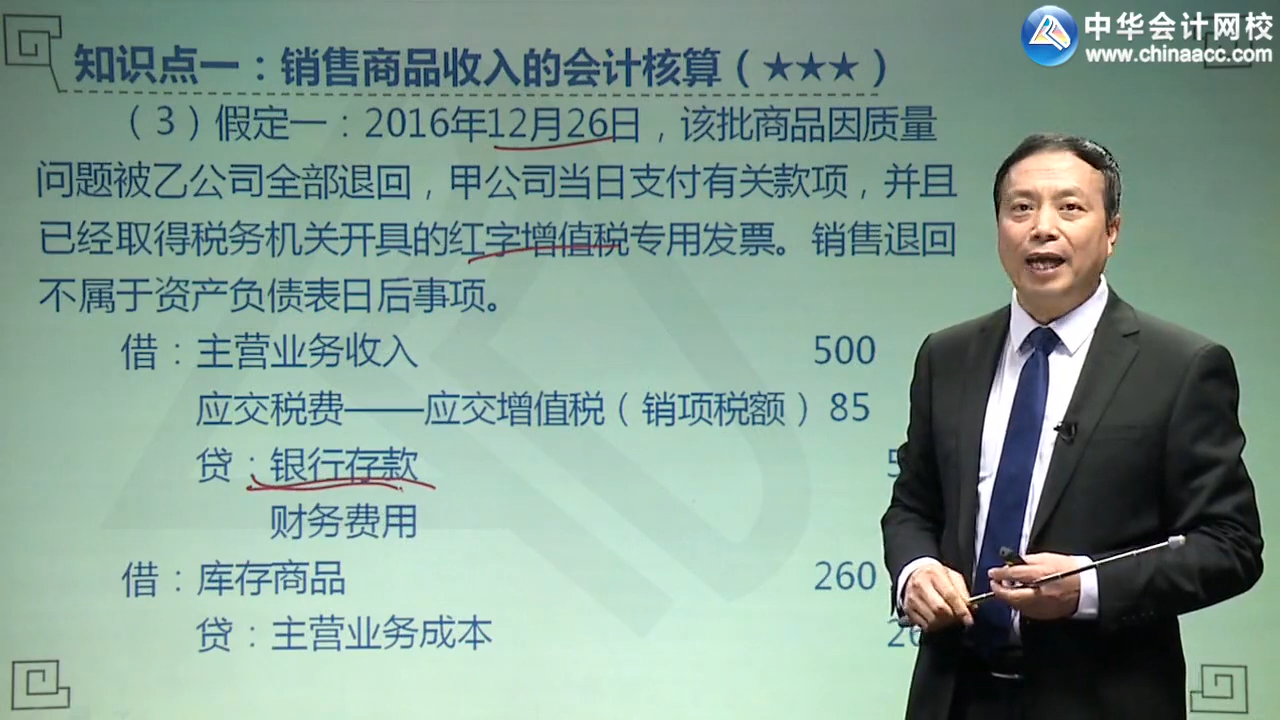 中华会计网校
www.chinaacc.com
知识点一：销售商品收入的会计核算（★★★）
（3）假定一：2016年12月26日，该批商品因质量
问题被乙公司全部退回，甲公司当日支付有关款项，并且
已经取得税务机关开具的红字增值税专用发票。销售退回
不属于资产负债表日后事项。
借：主营业务收入 500
应交税费——应交增值税（销项税额）85
贷：银行存款
财务费用
借：库存商品 260
贷：主营业务成本